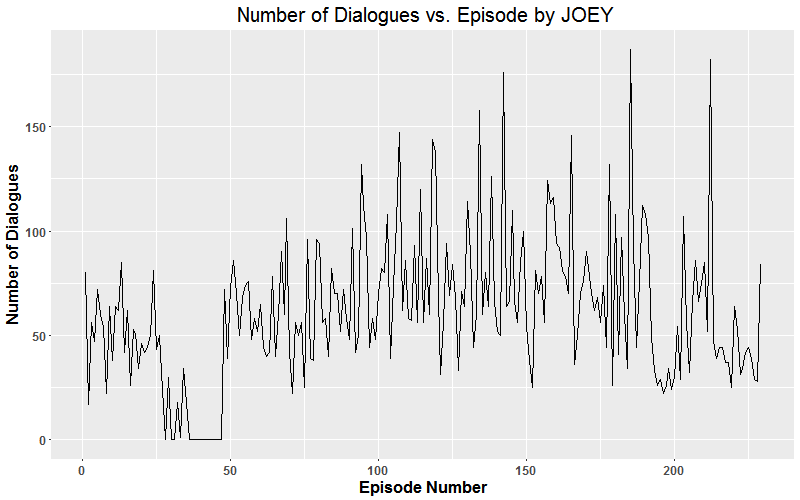 Number of Dialogues vs. Episode by JOEY
Number of Dialogues
150
100
50
0
0 50 100 150 200
Episode Number